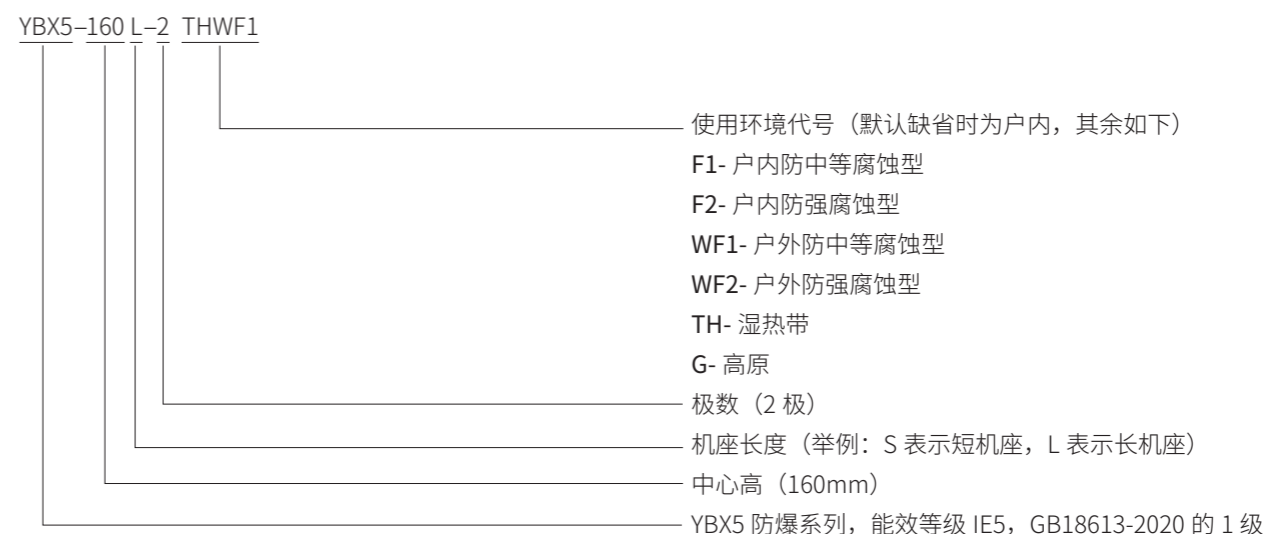 YBX5-160 L-2 THWF1
使用环境代号（默认缺省时为户内，其余如下）
F1- 户内防中等腐蚀型
F2- 户内防强腐蚀型
WF1- 户外防中等腐蚀型
WF2- 户外防强腐蚀型
TH- 湿热带
G- 高原
极数（2 极）
机座长度（举例：S 表示短机座，L 表示长机座）
中心高（160mm）
YBX5 防爆系列，能效等级 IE5，GB18613-2020 的 1 级